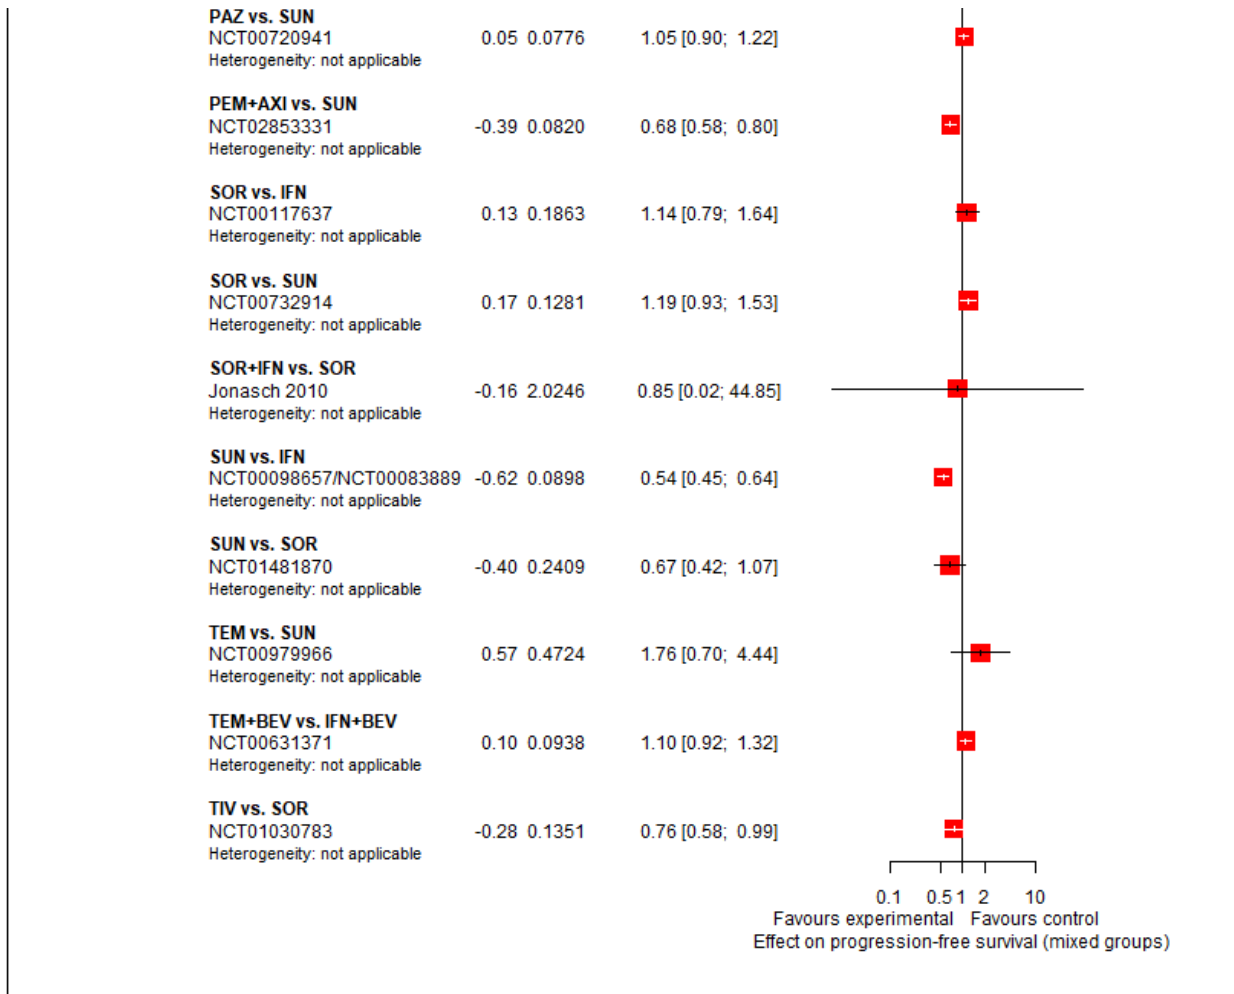 PAZ vs. SUN
NCT00720941 0.05 0.0776 1.05 [0.90; 1.22]
Heterogeneity: not applicable
PEM+AXI vs. SUN
NCT02853331 -0.39 0.0820 0.68 [0.58; 0.80]
Heterogeneity: not applicable
SOR vs. IFN
NCT00117637 0.13 0.1863 1.14 [0.79; 1.64]
Heterogeneity: not applicable
SOR vs. SUN
NCT00732914 0.17 0.1281 1.19 [0.93; 1.53]
Heterogeneity: not applicable
SOR+IFN vs. SOR
Jonasch 2010 -0.16 2.0246 0.85 [0.02; 44.85]
Heterogeneity: not applicable
SUN vs. IFN
NCT00098657/NCT00083889 -0.62 0.0898 0.54 [0.45; 0.64]
Heterogeneity: not applicable
SUN vs. SOR
NCT01481870 -0.40 0.2409 0.67 [0.42; 1.07]
Heterogeneity: not applicable
TEM vs. SUN
NCT00979966 0.57 0.4724 1.76 [0.70; 4.44]
Heterogeneity: not applicable
TEM+BEV vs. IFN+BEV
NCT00631371 0.10 0.0938 1.10 [0.92; 1.32]
Heterogeneity: not applicable
TIV vs. SOR
NCT01030783 -0.28 0.1351 0.76 [0.58; 0.99]
Heterogeneity: not applicable
0.1 0.5 1 2 10
Favours experimental Favours control
Effect on progression-free survival (mixed groups)